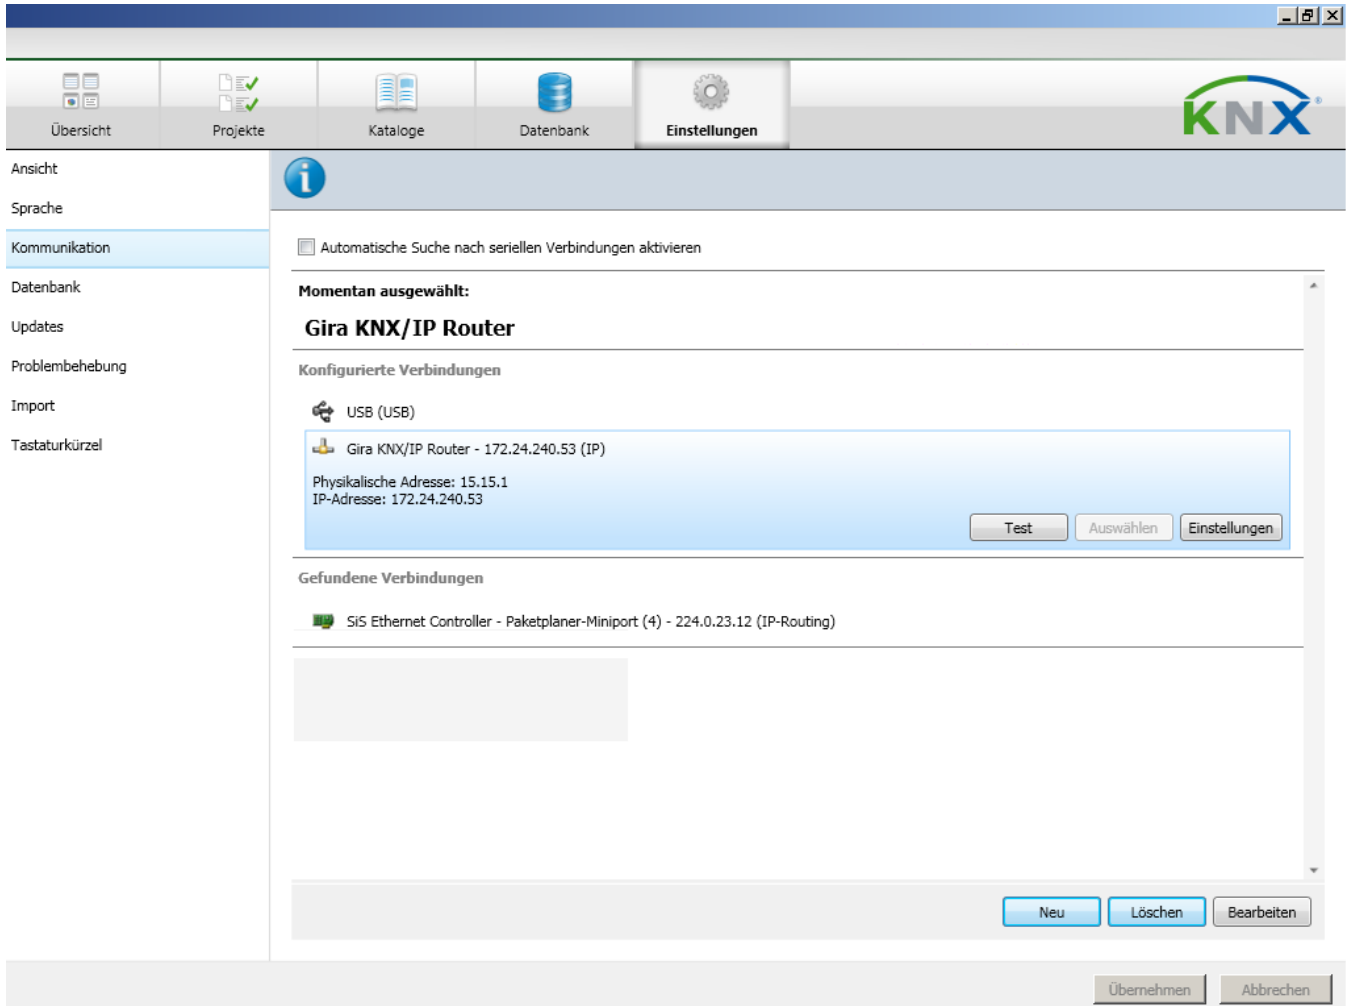 Übersicht
Projekte
Kataloge
Datenbank
Einstellungen
KNX®
Ansicht
Sprache
Kommunikation
Datenbank
Updates
Problembehebung
Import
Tastaturkürzel
Automatische Suche nach seriellen Verbindungen aktivieren
Momentan ausgewählt:
Gira KNX/IP Router
Konfigurierte Verbindungen
USB (USB)
Gira KNX/IP Router - 172.24.240.53 (IP)
Physikalische Adresse: 15.15.1
IP-Adresse: 172.24.240.53
Test
Auswählen
Einstellungen
Gefundene Verbindungen
SiS Ethernet Controller - Paketplaner-Miniport (4) - 224.0.23.12 (IP-Routing)
Neu
Löschen
Bearbeiten
Übernehmen
Abbrechen